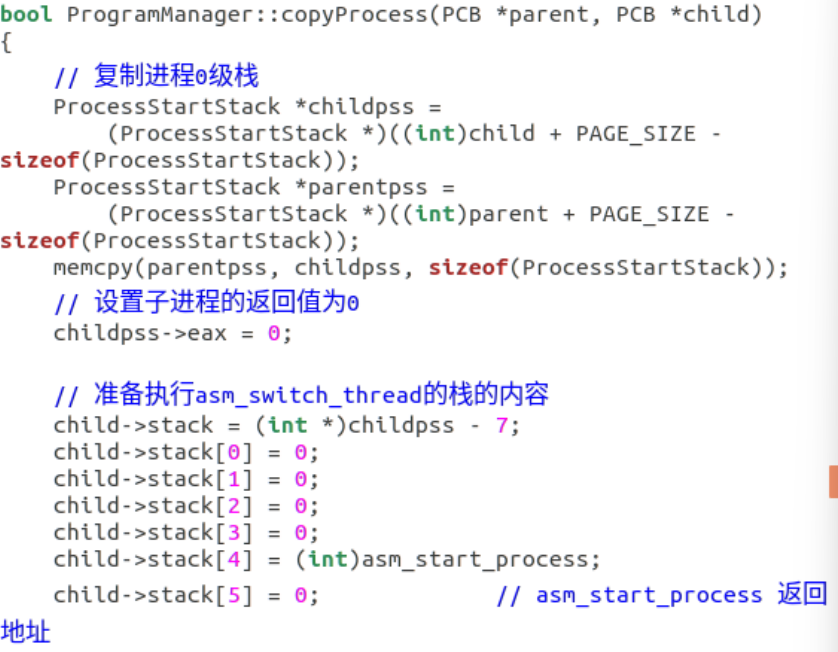 bool ProgramManager::copyProcess(PCB *parent, PCB *child)
{
    // 复制进程0级栈
    ProcessStartStack *childpss =
        (ProcessStartStack *)((int)child + PAGE_SIZE -
sizeof(ProcessStartStack));
    ProcessStartStack *parentpss =
        (ProcessStartStack *)((int)parent + PAGE_SIZE -
sizeof(ProcessStartStack));
    memcpy(parentpss, childpss, sizeof(ProcessStartStack));
    // 设置子进程的返回值为0
    childpss->eax = 0;
    // 准备执行asm_switch_thread的栈的内容
    child->stack = (int *)childpss - 7;
    child->stack[0] = 0;
    child->stack[1] = 0;
    child->stack[2] = 0;
    child->stack[3] = 0;
    child->stack[4] = (int)asm_start_process;
    child->stack[5] = 0;             // asm_start_process 返回
地址